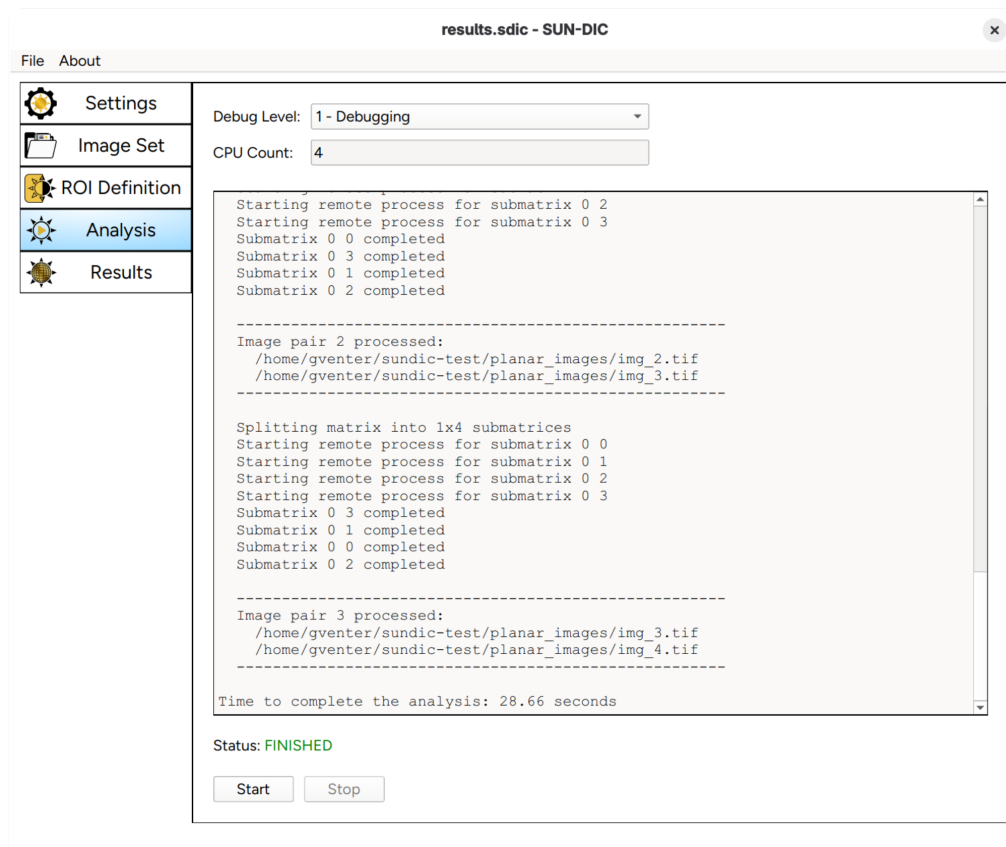 results.sdic - SUN-DIC
×
File About
Settings
Image Set
ROI Definition
Analysis
Results
Debug Level: 1 - Debugging
CPU Count: 4
Starting remote process for submatrix 0 2
Starting remote process for submatrix 0 3
Submatrix 0 0 completed
Submatrix 0 3 completed
Submatrix 0 1 completed
Submatrix 0 2 completed
------------------------------------------------------
Image pair 2 processed:
/home/gventer/sundic-test/planar_images/img_2.tif
/home/gventer/sundic-test/planar_images/img_3.tif
------------------------------------------------------
Splitting matrix into 1x4 submatrices
Starting remote process for submatrix 0 0
Starting remote process for submatrix 0 1
Starting remote process for submatrix 0 2
Starting remote process for submatrix 0 3
Submatrix 0 3 completed
Submatrix 0 1 completed
Submatrix 0 0 completed
Submatrix 0 2 completed
------------------------------------------------------
Image pair 3 processed:
/home/gventer/sundic-test/planar_images/img_3.tif
/home/gventer/sundic-test/planar_images/img_4.tif
------------------------------------------------------
Time to complete the analysis: 28.66 seconds
Status: FINISHED
Start Stop